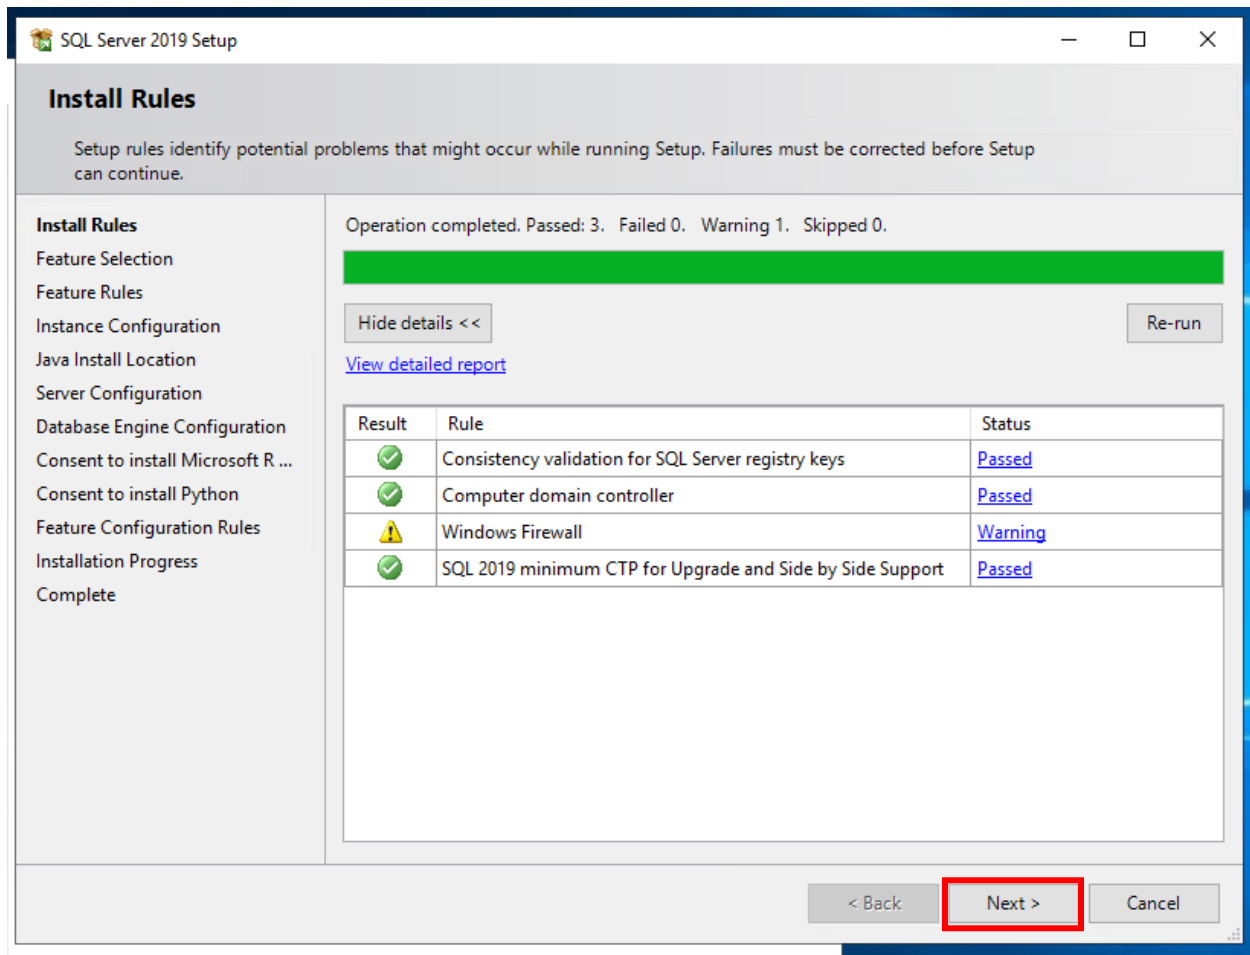 SQL Server 2019 Setup
Install Rules
Setup rules identify potential problems that might occur while running Setup. Failures must be corrected before Setup
can continue.
Install Rules
Feature Selection
Feature Rules
Instance Configuration
Java Install Location
Server Configuration
Database Engine Configuration
Consent to install Microsoft R ...
Consent to install Python
Feature Configuration Rules
Installation Progress
Complete
Operation completed. Passed: 3.   Failed 0.   Warning 1.   Skipped 0.
Hide details <<
Re-run
View detailed report
Result Rule Status
Consistency validation for SQL Server registry keys Passed
Computer domain controller Passed
Windows Firewall Warning
SQL 2019 minimum CTP for Upgrade and Side by Side Support Passed
< Back Next > Cancel